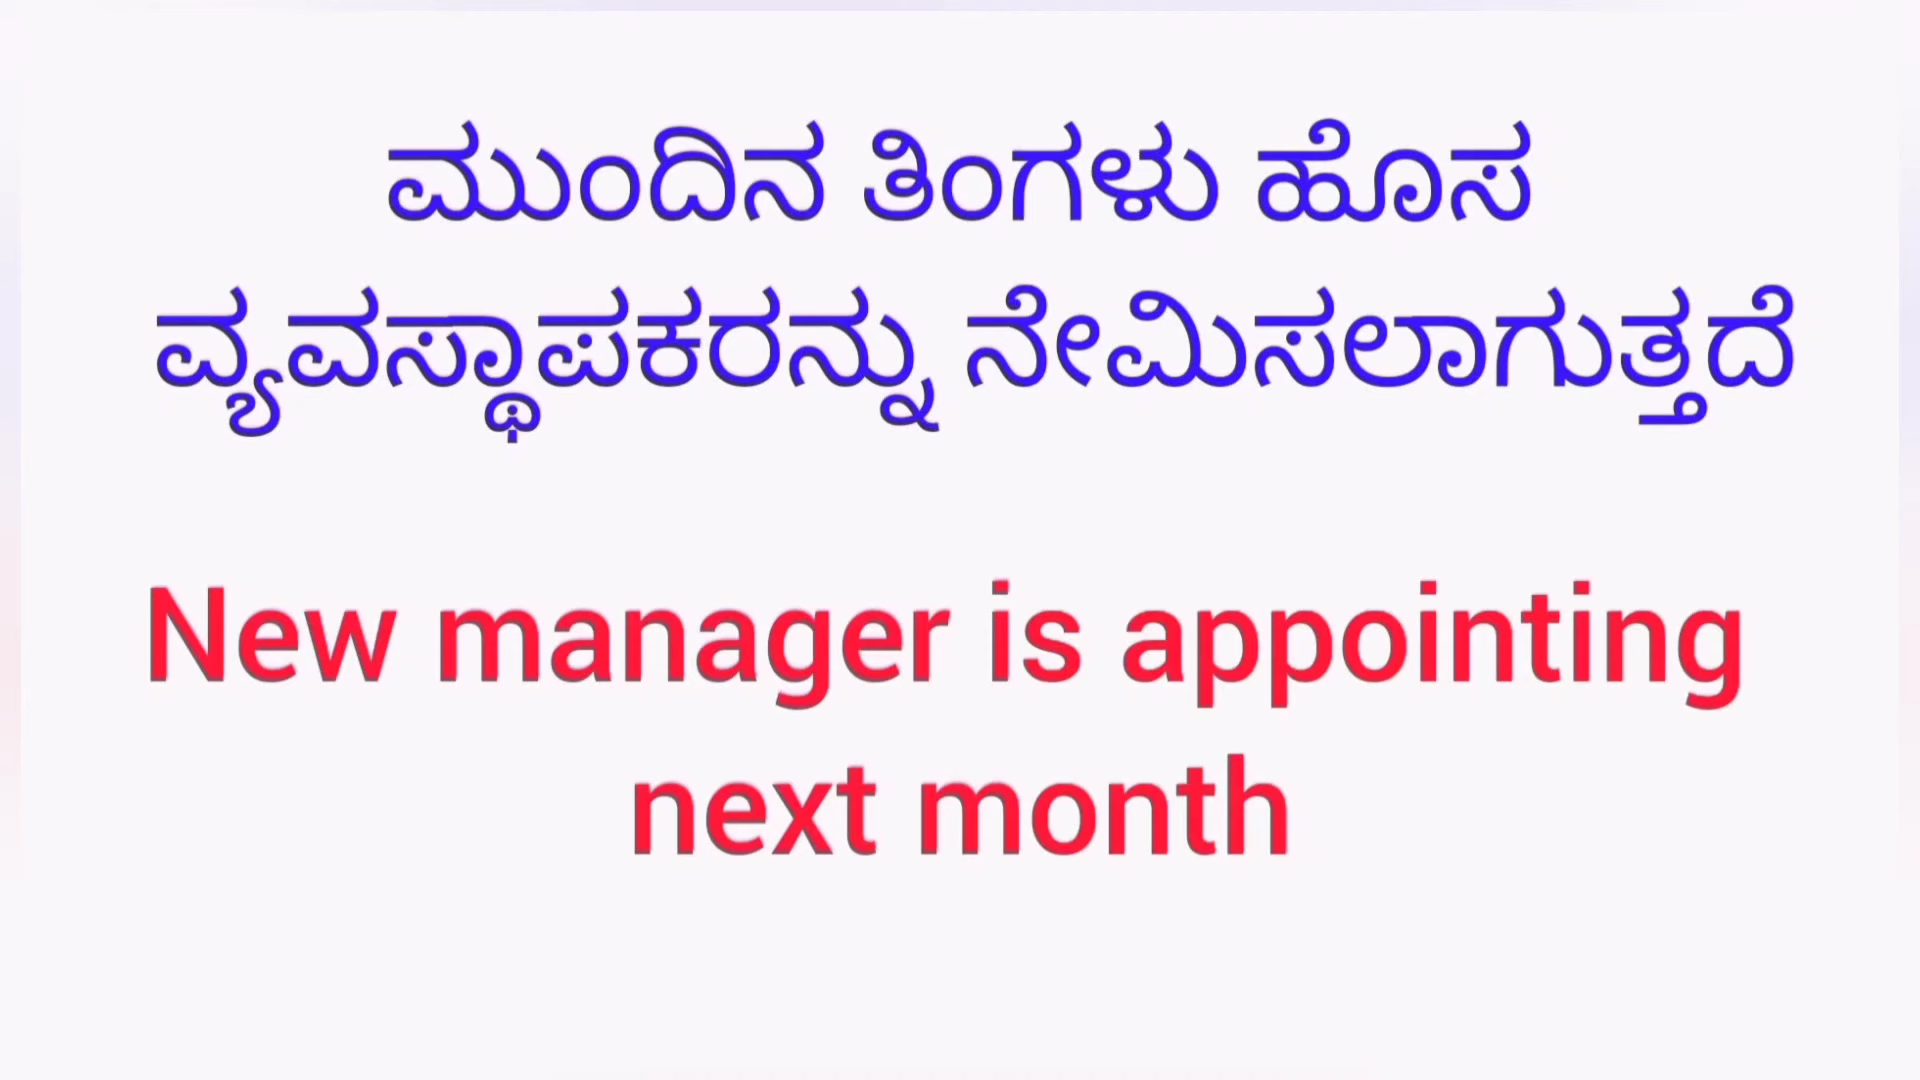 ಮುಂದಿನ ತಿಂಗಳು ಹೊಸ
ವ್ಯವಸ್ಥಾಪಕರನ್ನು ನೇಮಿಸಲಾಗುತ್ತದೆ
New manager is appointing
next month